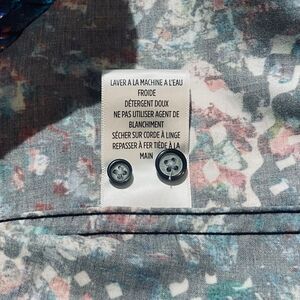 LAVER A LA MACHINE A L'EAU
FROIDE
DÉTERGENT DOUX
NE PAS UTILISER AGENT DE
BLANCHIMENT
SÉCHER SUR CORDE À LINGE
REPASSER À FER TIÈDE À LA
MAIN